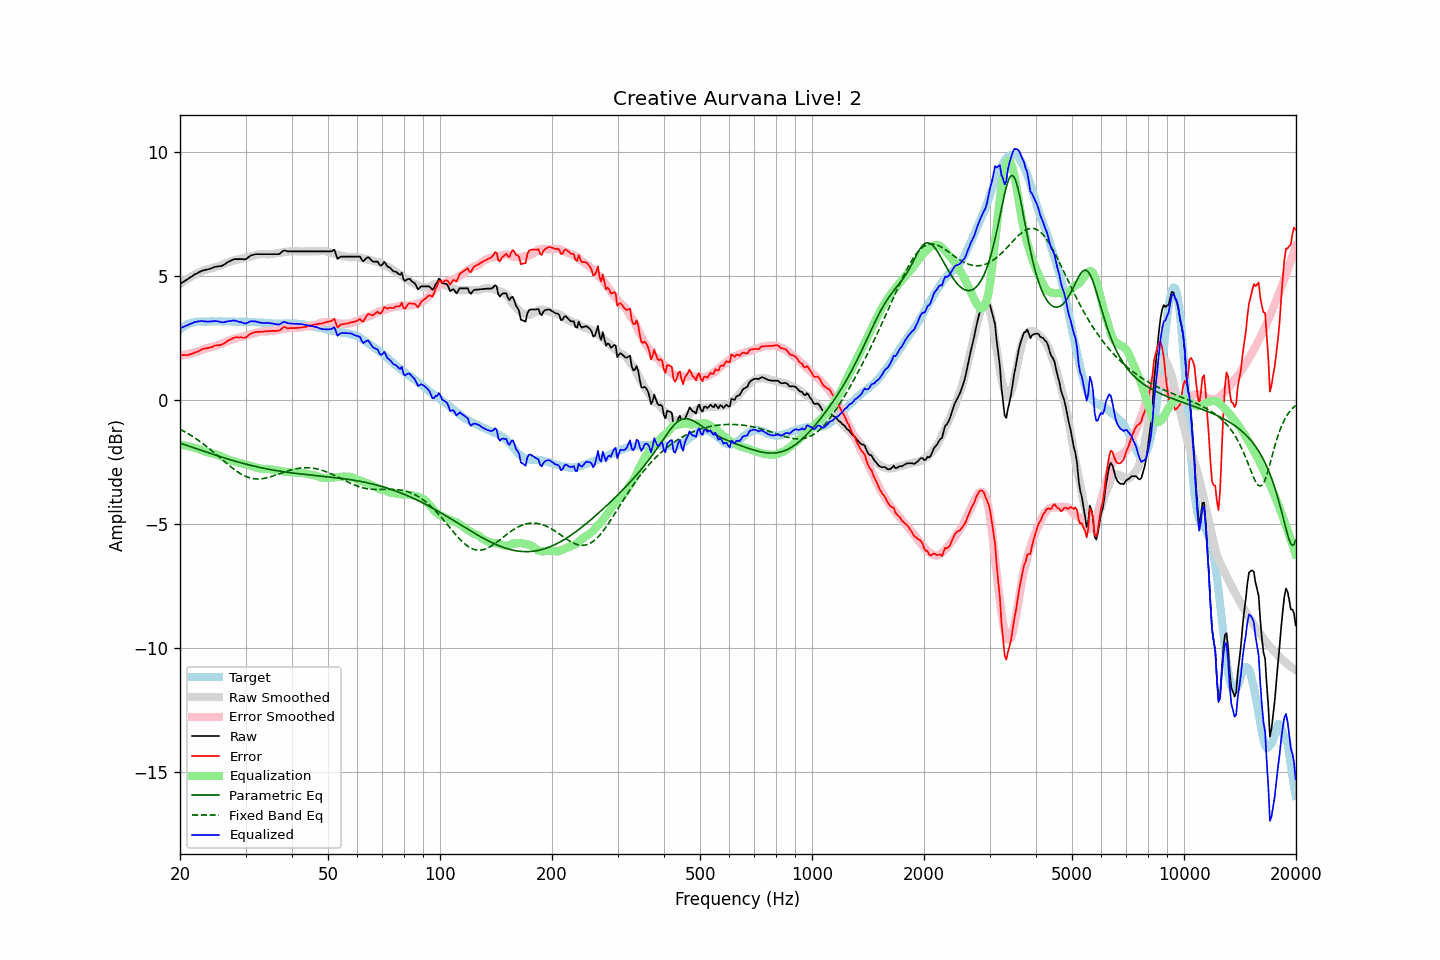 Creative Aurvana Live! 2
Amplitude (dBr)
10
5
0
−5
−10
−15
Target
Raw Smoothed
Error Smoothed
Raw
Error
Equalization
Parametric Eq
Fixed Band Eq
Equalized
20 50 100 200 500 1000 2000 5000 10000 20000
Frequency (Hz)